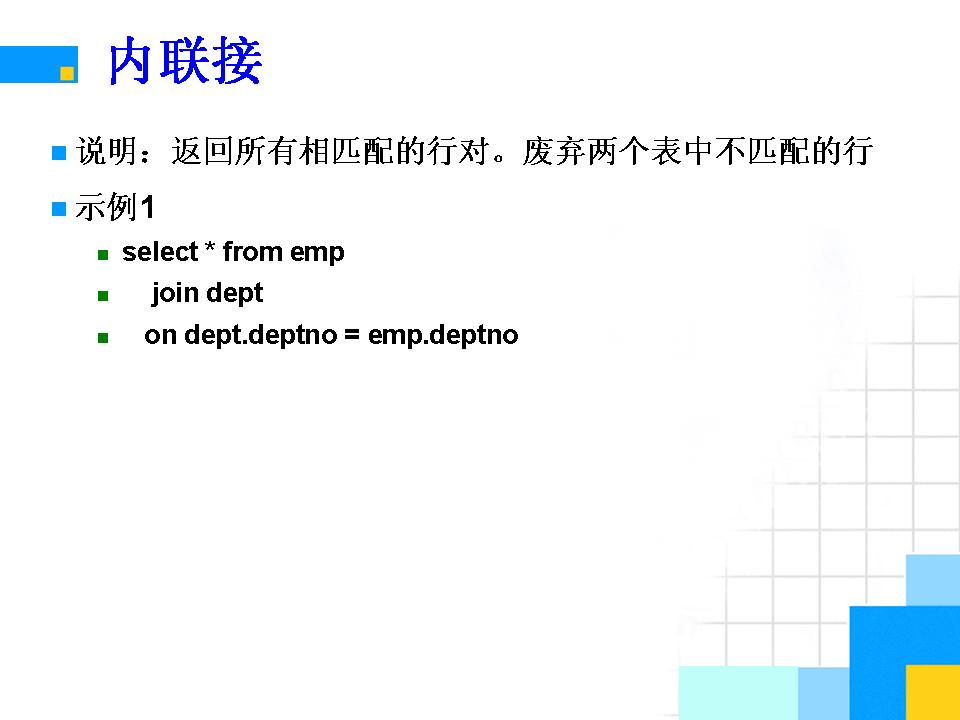 内联接
说明：返回所有相匹配的行对。废弃两个表中不匹配的行
示例1
select * from emp
join dept
on dept.deptno = emp.deptno